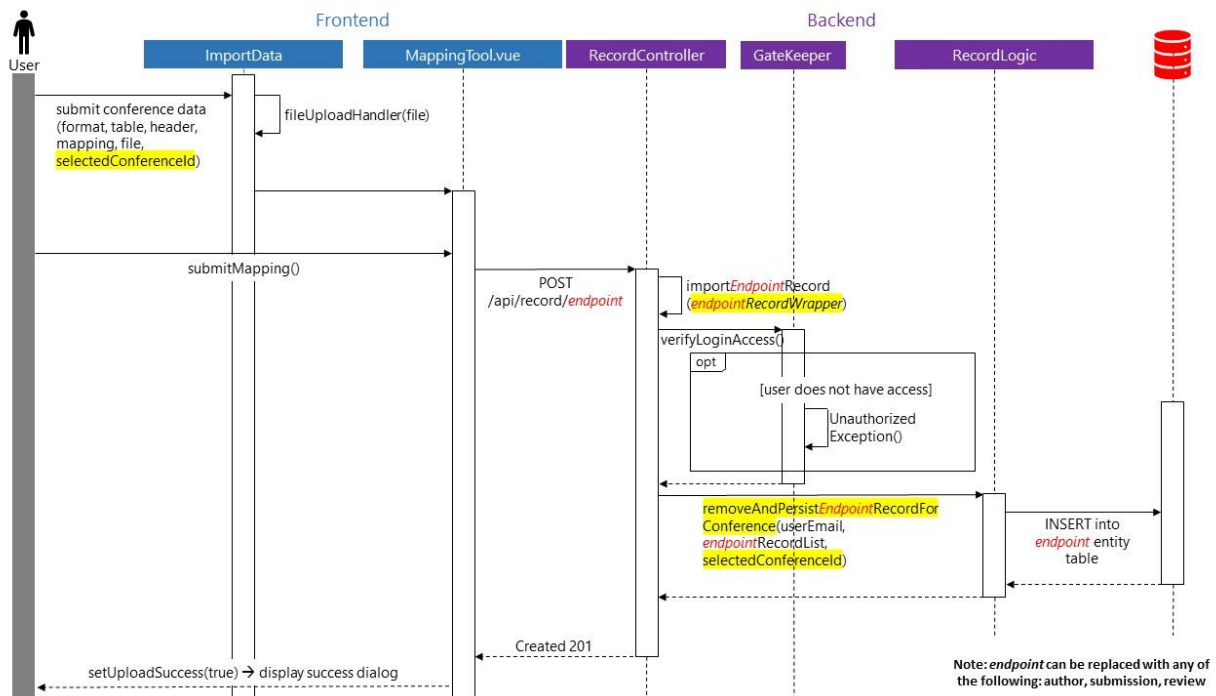 Frontend
Backend
User
ImportData
MappingTool.vue
RecordController
GateKeeper
RecordLogic
submit conference data
(format, table, header,
mapping, file,
selectedConferenceId)
fileUploadHandler(file)
submitMapping()
POST
/api/record/endpoint
importEndpointRecord
(endpointRecordWrapper)
verifyLoginAccess()
opt
[user does not have access]
Unauthorized
Exception()
removeAndPersistEndpointRecordFor
Conference(userEmail,
endpointRecordList,
selectedConferenceId)
INSERT into
endpoint entity
table
Created 201
setUploadSuccess(true) → display success dialog
Note: endpoint can be replaced with any of
the following: author, submission, review